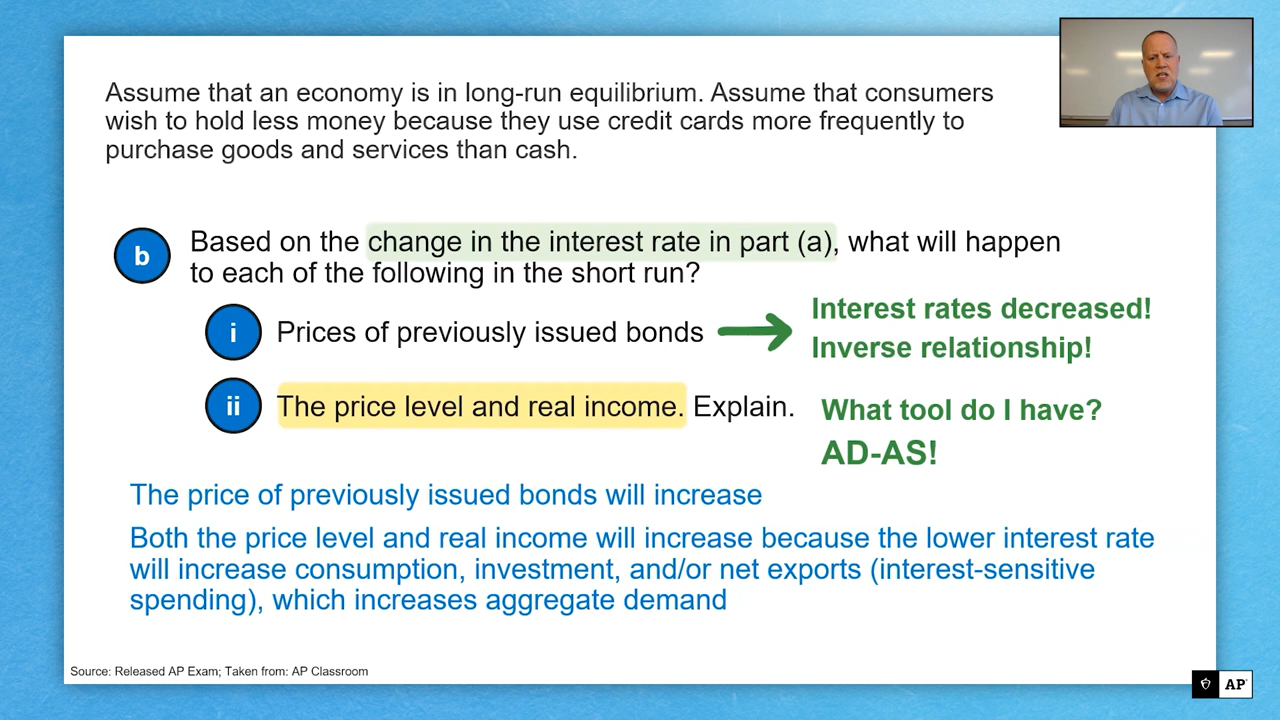 Assume that an economy is in long-run equilibrium. Assume that consumers
wish to hold less money because they use credit cards more frequently to
purchase goods and services than cash.
b
Based on the change in the interest rate in part (a), what will happen
to each of the following in the short run?
i
Prices of previously issued bonds
Interest rates decreased!
Inverse relationship!
ii
The price level and real income. Explain.
What tool do I have?
AD-AS!
The price of previously issued bonds will increase
Both the price level and real income will increase because the lower interest rate
will increase consumption, investment, and/or net exports (interest-sensitive
spending), which increases aggregate demand
Source: Released AP Exam; Taken from: AP Classroom
AP